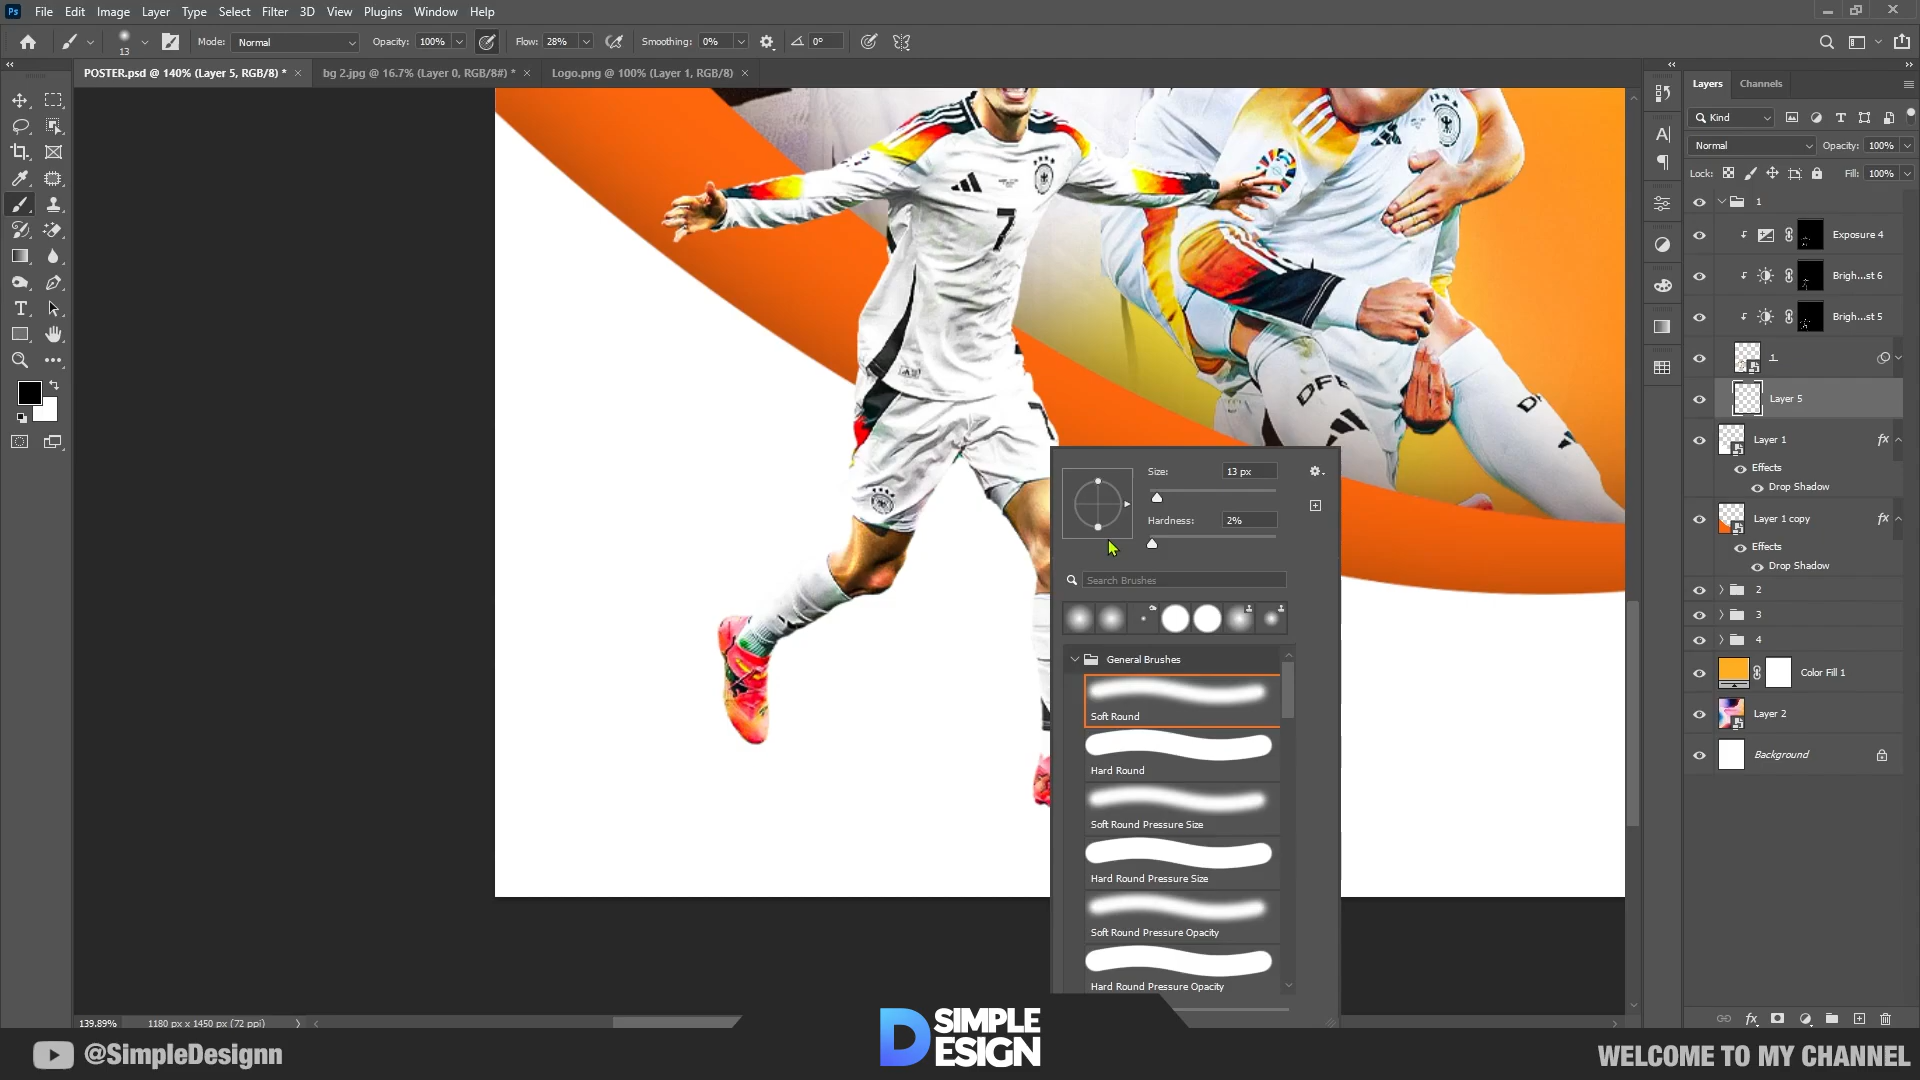 Ps File Edit Image Layer Type Select Filter 3D View Plugins Window Help
13 Mode: Normal Opacity: 100% Flow: 28% Smoothing: 0% 0°
POSTER.psd @ 140% (Layer 5, RGB/8) * × bg 2.jpg @ 16.7% (Layer 0, RGB/8#) * × Logo.png @ 100% (Layer 1, RGB/8) ×
Layers Channels
Kind
Normal Opacity: 100%
Lock: Fill: 100%
1
Exposure 4
Brigh...st 6
Brigh...st 5
1
Layer 5
Layer 1 fx
Effects
Drop Shadow
Layer 1 copy fx
Effects
Drop Shadow
2
3
4
Color Fill 1
Layer 2
Background
7
DFB
Size: 13 px
Hardness: 2%
Search Brushes
General Brushes
Soft Round
Hard Round
Soft Round Pressure Size
Hard Round Pressure Size
Soft Round Pressure Opacity
Hard Round Pressure Opacity
139.89% 1180 px x 1450 px (72 ppi)
@SimpleDesignn
SIMPLE
DESIGN
WELCOME TO MY CHANNEL